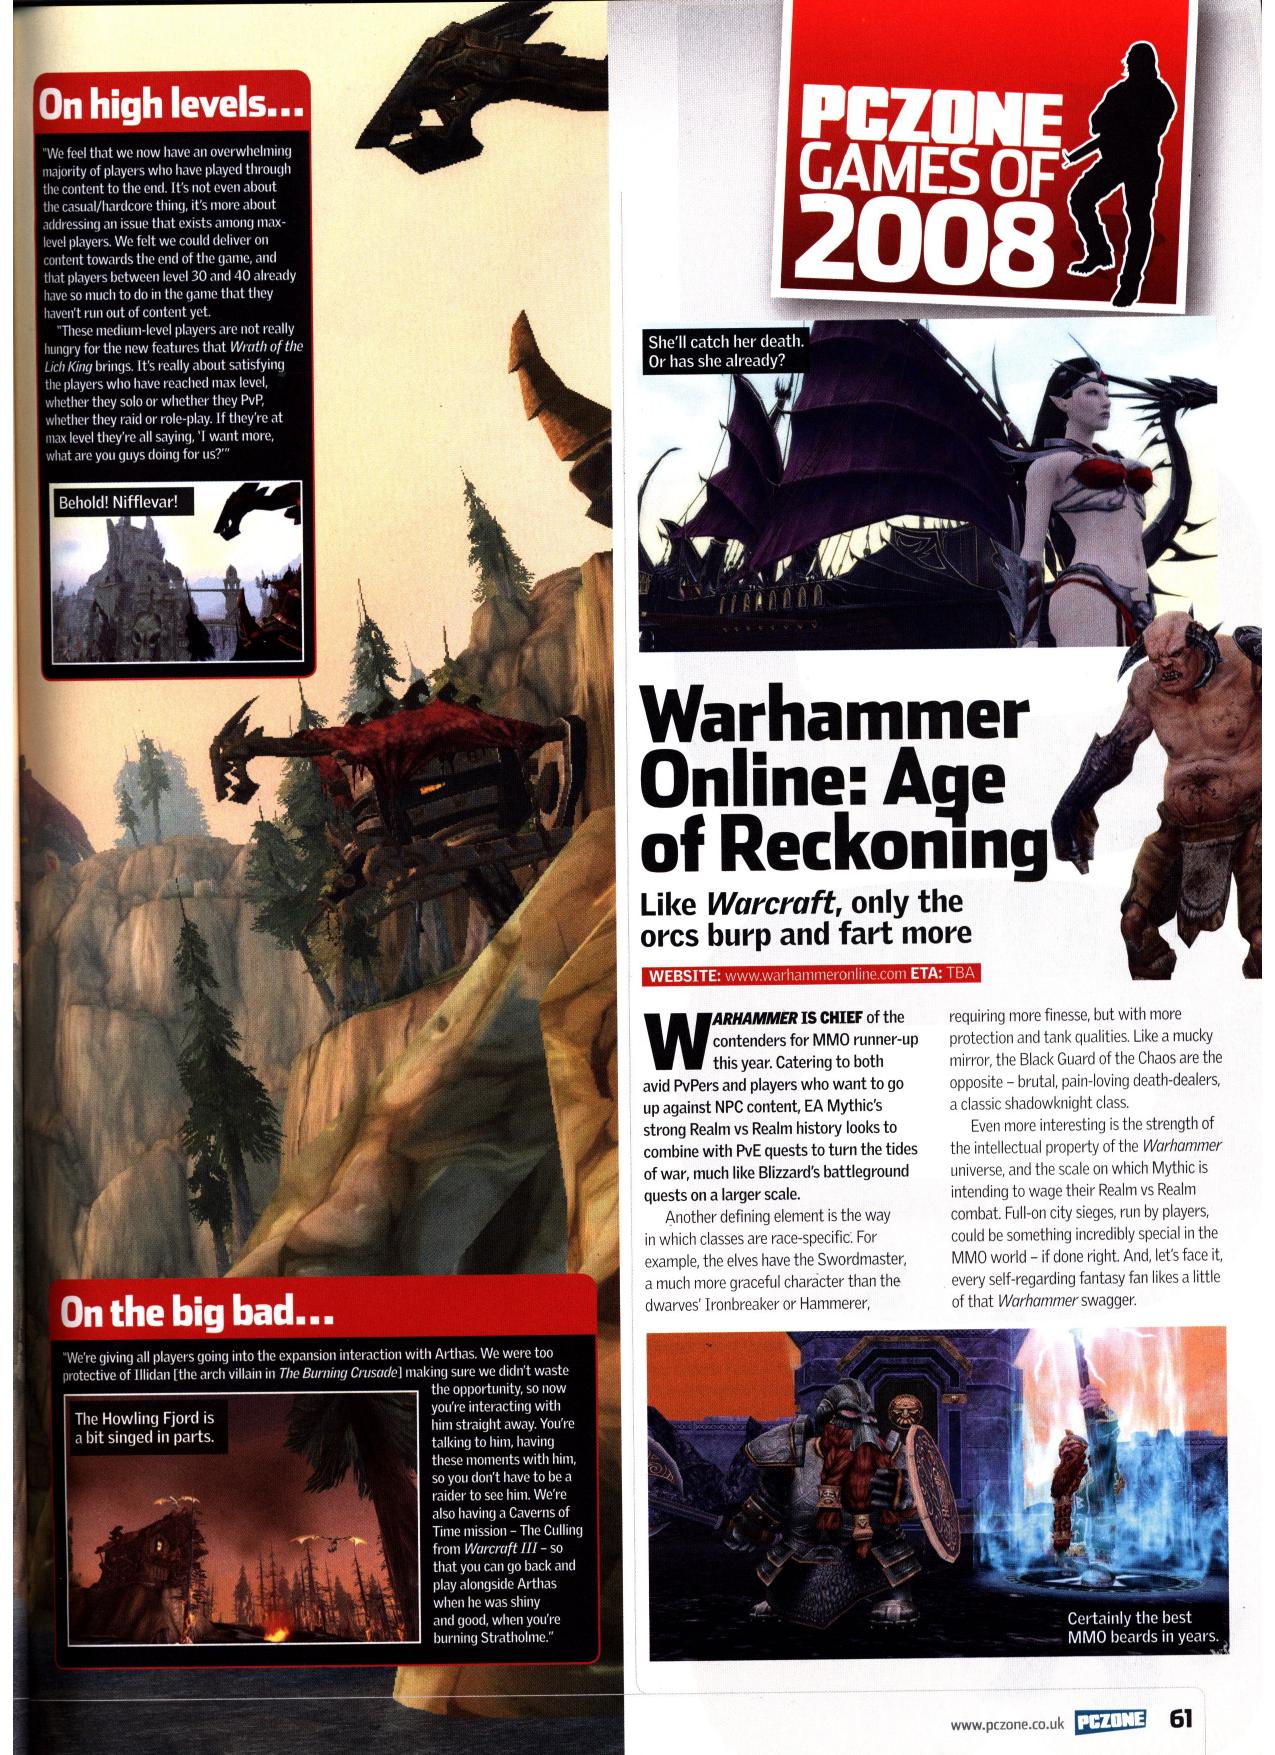 On high levels...
"We feel that we now have an overwhelming
majority of players who have played through
the content to the end. It's not even about
the casual/hardcore thing, it's more about
addressing an issue that exists among max-
level players. We felt we could deliver on
content towards the end of the game, and
that players between level 30 and 40 already
have so much to do in the game that they
haven't run out of content yet.
"These medium-level players are not really
hungry for the new features that Wrath of the
Lich King brings. It's really about satisfying
the players who have reached max level,
whether they solo or whether they PvP,
whether they raid or role-play. If they're at
max level they're all saying, 'I want more,
what are you guys doing for us?'"
Behold! Nifflevar!
On the big bad...
"We're giving all players going into the expansion interaction with Arthas. We were too
protective of Illidan [the arch villain in The Burning Crusade] making sure we didn't waste
the opportunity, so now
you're interacting with
him straight away. You're
talking to him, having
these moments with him,
so you don't have to be a
raider to see him. We're
also having a Caverns of
Time mission – The Culling
from Warcraft III – so
that you can go back and
play alongside Arthas
when he was shiny
and good, when you're
burning Stratholme."
The Howling Fjord is
a bit singed in parts.
PCZONE
GAMES OF
2008
She'll catch her death.
Or has she already?
Warhammer
Online: Age
of Reckoning
Like Warcraft, only the
orcs burp and fart more
WEBSITE: www.warhammeronline.com ETA: TBA
WARHAMMER IS CHIEF of the
contenders for MMO runner-up
this year. Catering to both
avid PvPers and players who want to go
up against NPC content, EA Mythic's
strong Realm vs Realm history looks to
combine with PvE quests to turn the tides
of war, much like Blizzard's battleground
quests on a larger scale.
Another defining element is the way
in which classes are race-specific. For
example, the elves have the Swordmaster,
a much more graceful character than the
dwarves' Ironbreaker or Hammerer,
requiring more finesse, but with more
protection and tank qualities. Like a mucky
mirror, the Black Guard of the Chaos are the
opposite – brutal, pain-loving death-dealers,
a classic shadowknight class.
Even more interesting is the strength of
the intellectual property of the Warhammer
universe, and the scale on which Mythic is
intending to wage their Realm vs Realm
combat. Full-on city sieges, run by players,
could be something incredibly special in the
MMO world – if done right. And, let's face it,
every self-regarding fantasy fan likes a little
of that Warhammer swagger.
Certainly the best
MMO beards in years.
www.pczone.co.uk PCZONE 61